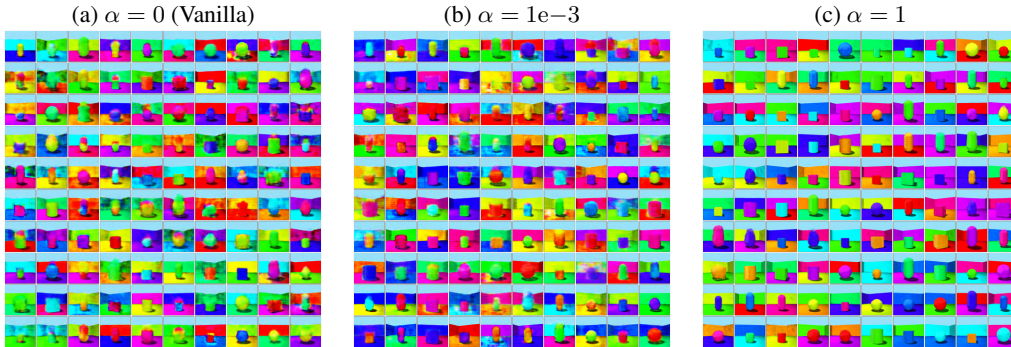 (a) α = 0 (Vanilla)
(b) α = 1e−3
(c) α = 1